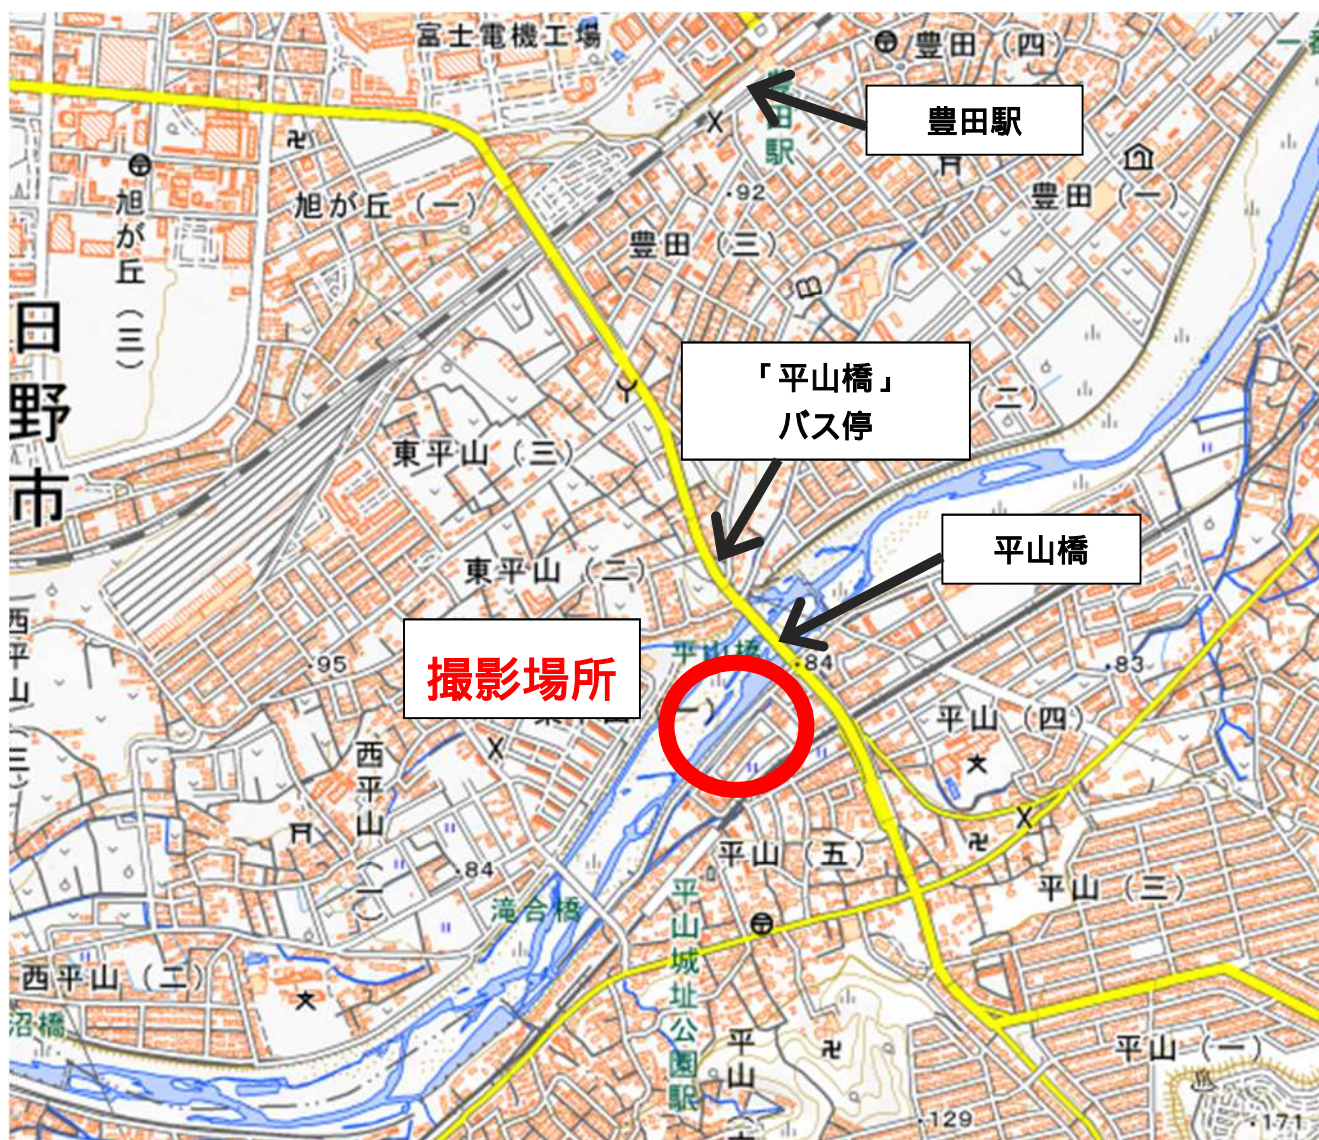 富士電機工場
豊田（四）
豊田駅
豊田駅
旭が丘（一）
・92
豊田（一）
旭が丘（三）
豊田（三）
日野市
「平山橋」
バス停
（二）
東平山（三）
平山橋
東平山（二）
平山橋
撮影場所
・95
・84
・83
平山（四）
西平山（一）
・84
平山（五）
平山（三）
滝合橋
西平山（二）
平山城址公園駅
沼橋
平山
平山（一）
・129
・171